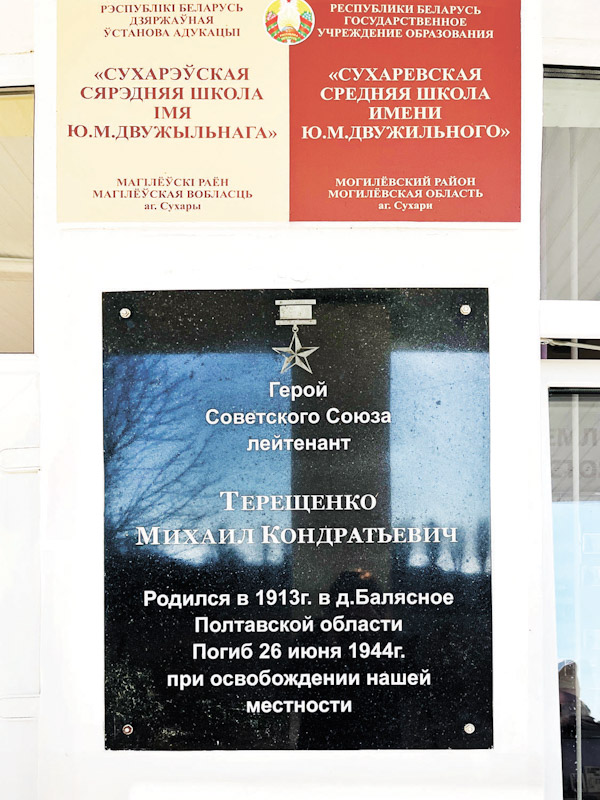 РЭСПУБЛІКІ БЕЛАРУСЬ
ДЗЯРЖАЎНАЯ
ЎСТАНОВА АДУКАЦЫІ
«СУХАРЭЎСКАЯ
СЯРЭДНЯЯ ШКОЛА
ІМЯ
Ю.М.ДВУЖЫЛЬНАГА»
МАГІЛЁЎСКІ РАЁН
МАГІЛЁЎСКАЯ ВОБЛАСЦЬ
аг. Сухары
РЕСПУБЛИКИ БЕЛАРУСЬ
ГОСУДАРСТВЕННОЕ
УЧРЕЖДЕНИЕ ОБРАЗОВАНИЯ
«СУХАРЕВСКАЯ
СРЕДНЯЯ ШКОЛА
ИМЕНИ
Ю.М.ДВУЖИЛЬНОГО»
МОГИЛЁВСКИЙ РАЙОН
МОГИЛЁВСКАЯ ОБЛАСТЬ
аг. Сухари
Герой
Советского Союза
лейтенант
ТЕРЕЩЕНКО
МИХАИЛ КОНДРАТЬЕВИЧ
Родился в 1913г. в д.Балясное
Полтавской области
Погиб 26 июня 1944г.
при освобождении нашей
местности